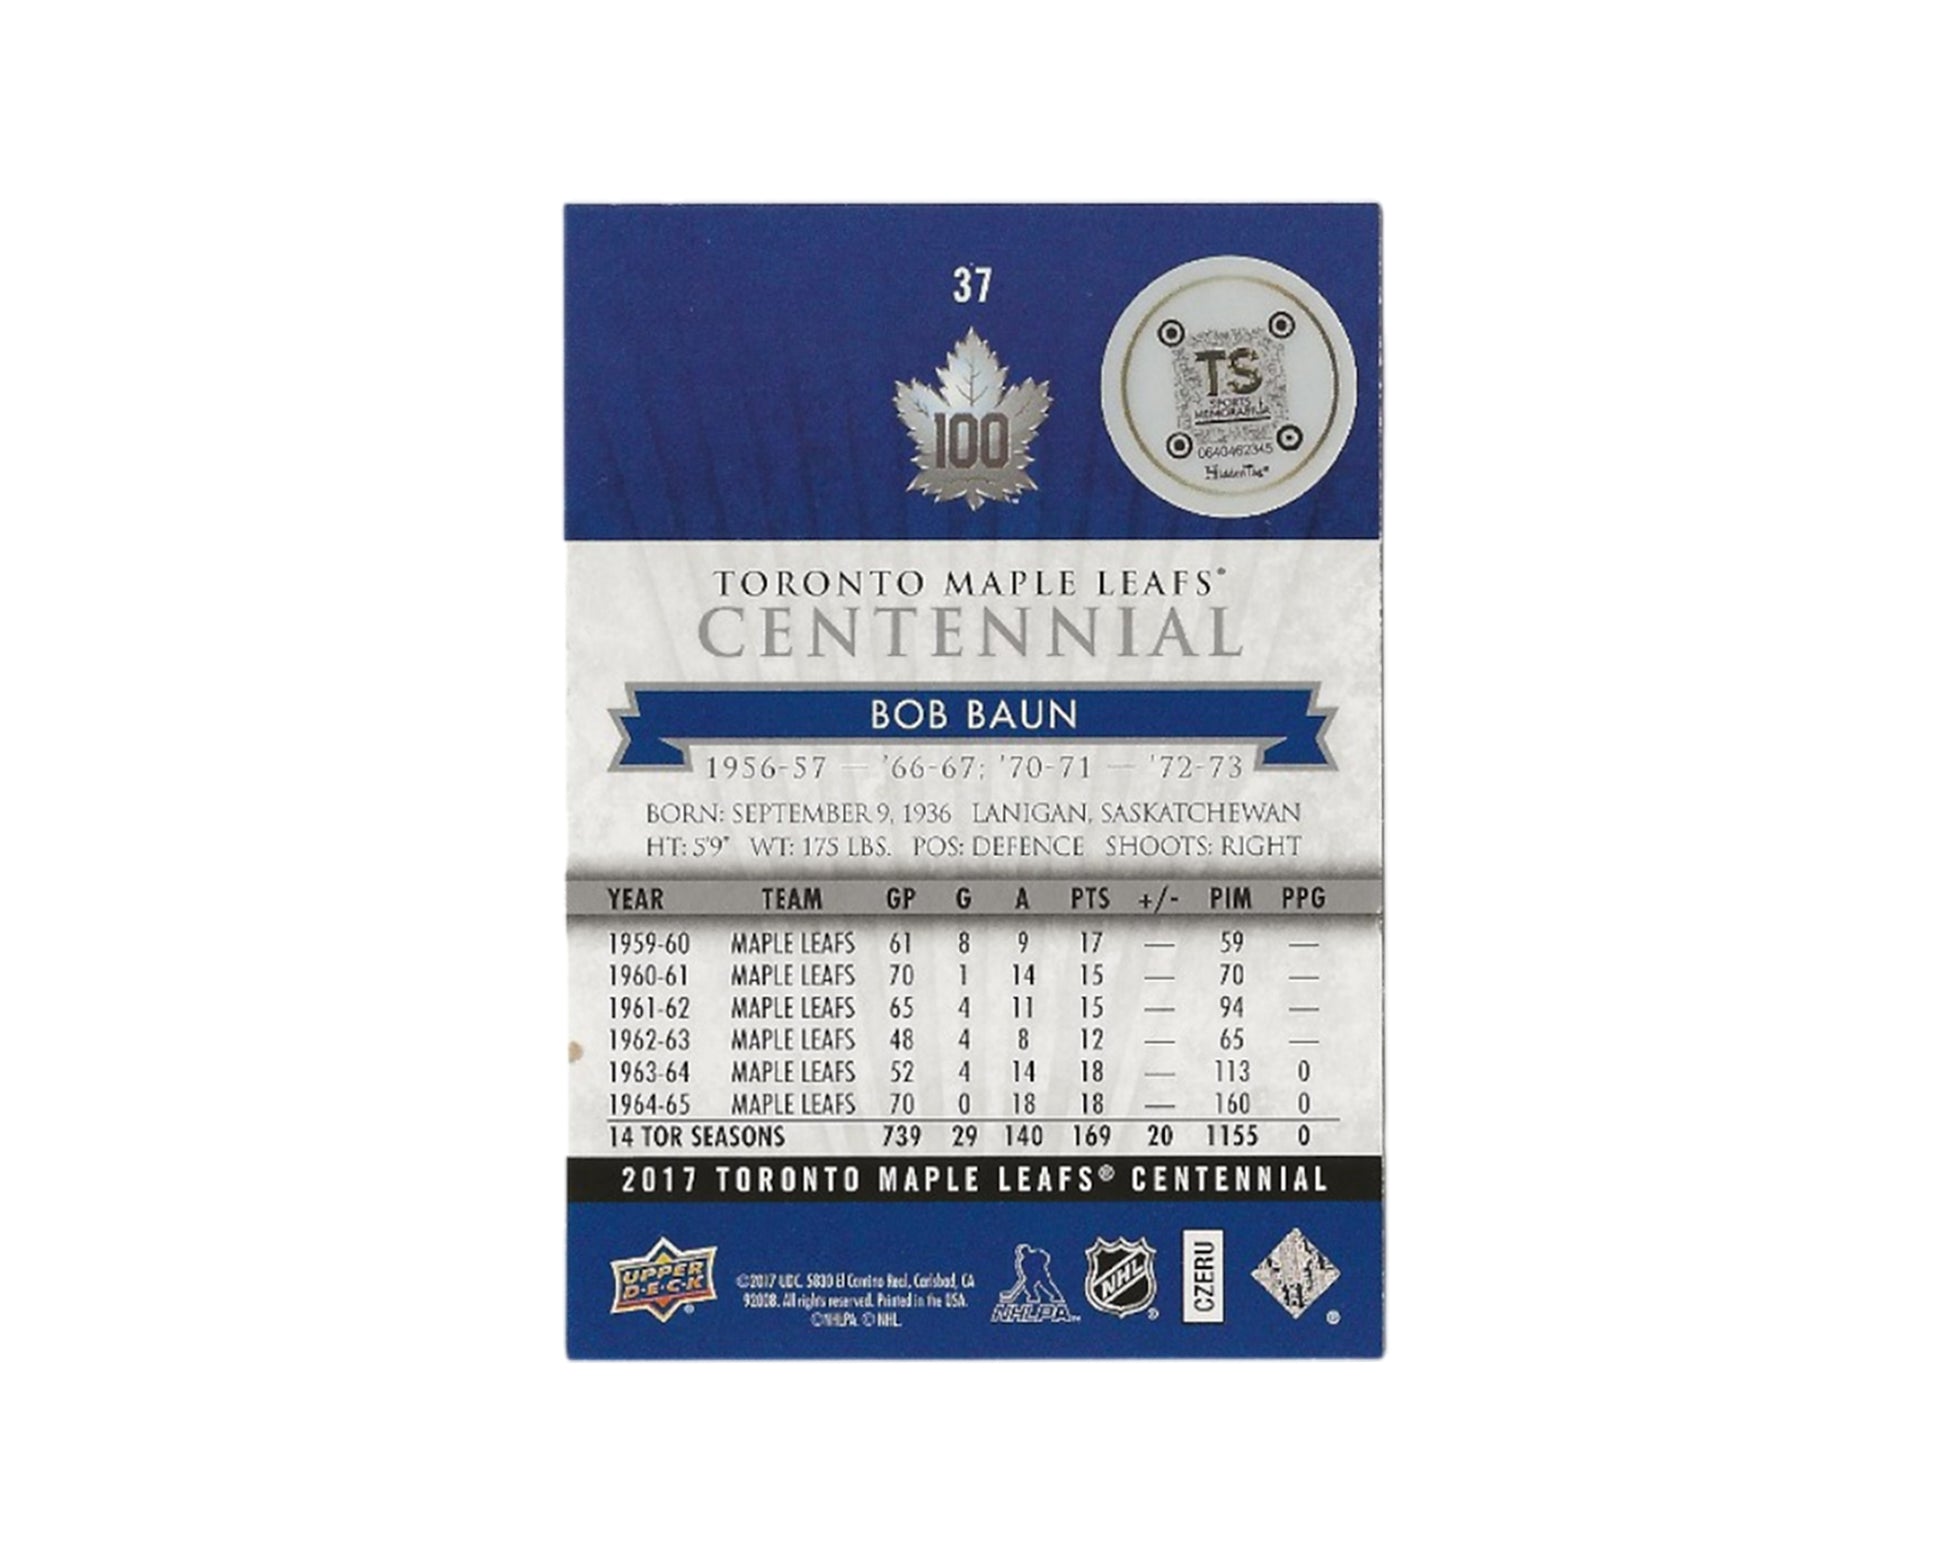 37
100
TS
SPORTS
MEMORABILIA
0640462345
HiddenTag®
TORONTO MAPLE LEAFS®
CENTENNIAL
BOB BAUN
1956-57 — '66-67; '70-71 — '72-73
BORN: SEPTEMBER 9, 1936 LANIGAN, SASKATCHEWAN
HT: 5'9" WT: 175 LBS. POS: DEFENCE SHOOTS: RIGHT
YEAR TEAM GP G A PTS +/- PIM PPG
1959-60 MAPLE LEAFS 61 8 9 17 — 59 —
1960-61 MAPLE LEAFS 70 1 14 15 — 70 —
1961-62 MAPLE LEAFS 65 4 11 15 — 94 —
1962-63 MAPLE LEAFS 48 4 8 12 — 65 —
1963-64 MAPLE LEAFS 52 4 14 18 — 113 0
1964-65 MAPLE LEAFS 70 0 18 18 — 160 0
14 TOR SEASONS 739 29 140 169 20 1155 0
2017 TORONTO MAPLE LEAFS® CENTENNIAL
UPPER
D·E·C·K
©2017 UDC. 5830 El Camino Real, Carlsbad, CA
92008. All rights reserved. Printed in the USA.
©NHLPA. © NHL.
NHLPA™
NHL
CZERU